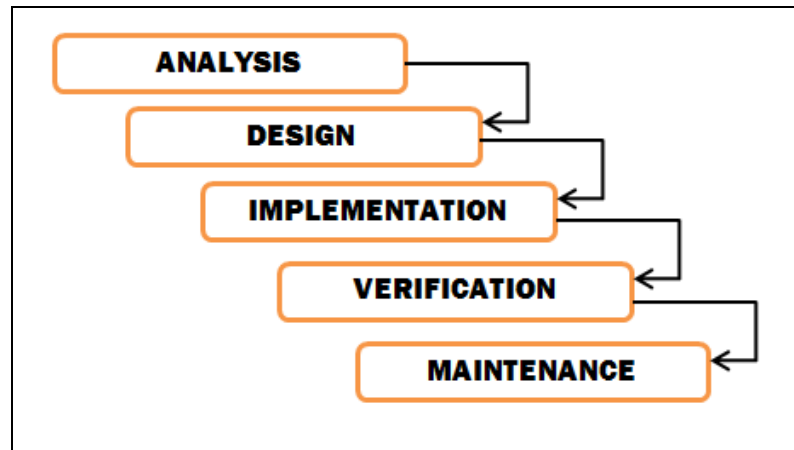 ANALYSIS
DESIGN
IMPLEMENTATION
VERIFICATION
MAINTENANCE